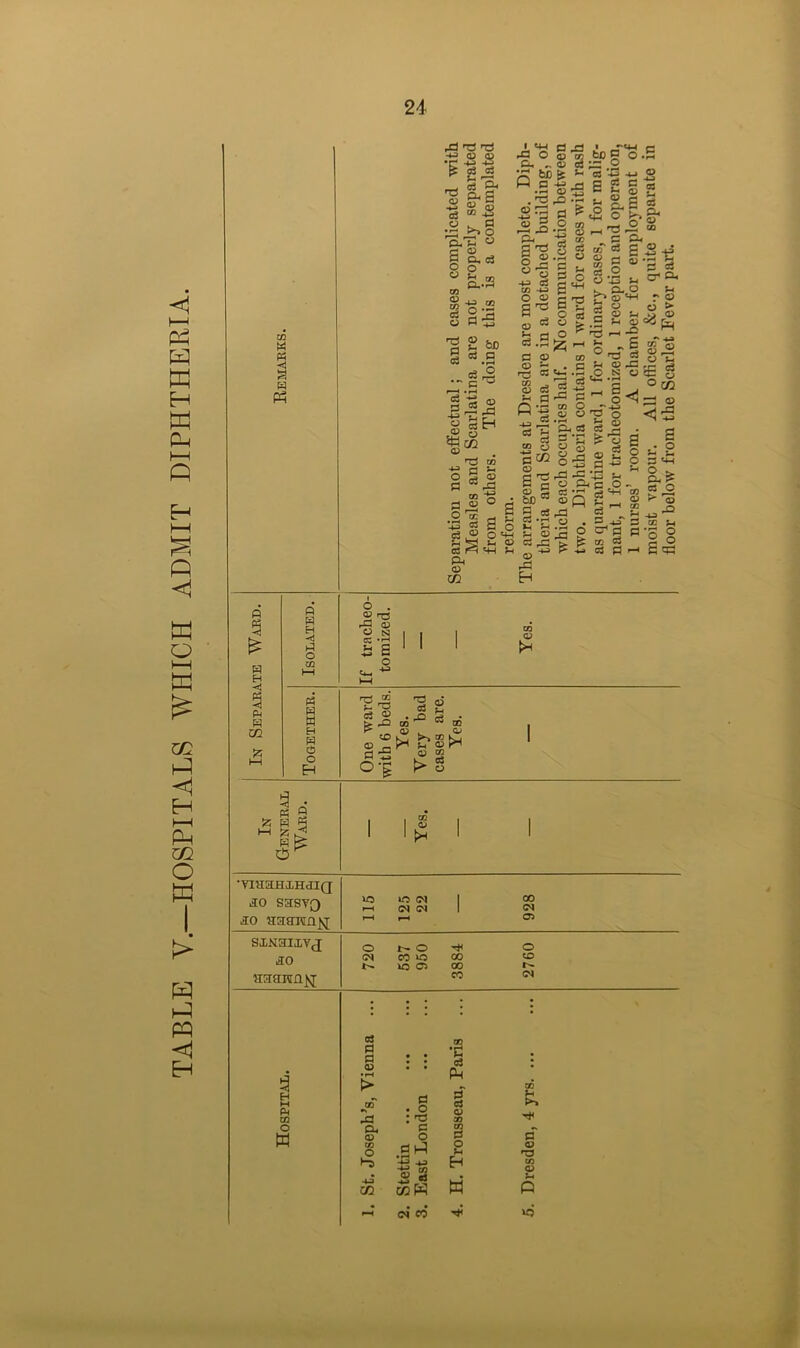 24
TABLE V.—HOSPITALS WHICH ADMIT DIPHTHERIA.
Hospital.
Number of Patients
Number of Cases of Diphtheria.
In General Ward.
In Separate Ward.
Together.
Isolated.
Remarks.
1. St. Joseph's, Vienna ... 720 115 — One ward with 6 beds. If tracheotomized.
2. Stettin ... ... ... 537 125 — Yes. —
3. East London ... ... 950 22 Yes. Very bad cases are. —
4. H. Trousseau, Paris ... 3884 — — Yes. —
Separation not effectual; and cases complicated with
Measles and Scarlatina are not properly separated
from others. The doing this is a contemplated
reform.
5. Dresden, 4 yrs. ... ... 2760 928 — — Yes.
The arrangements at Dresden are most complete. Diph-
theria and Scarlatina are in a detached building, of
which each occupies half. No communication between
two. Diphtheria contains 1 ward for cases with rash
as quarantine ward, 1 for ordinary cases, 1 for malig-
nant, 1 for tracheotomized, 1 reception and operation,
1 nurses' room. A chamber for employment of
moist vapour. All offices, &c., quite separate in
floor below from the Scarlet Fever part.